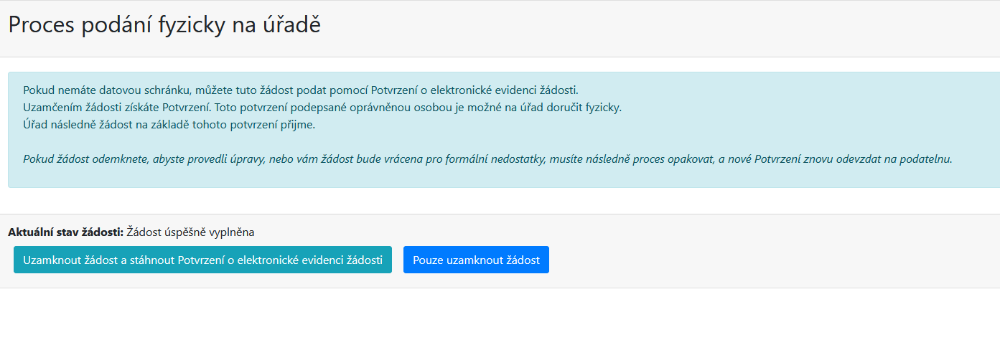 Proces podání fyzicky na úřadě
Pokud nemáte datovou schránku, můžete tuto žádost podat pomocí Potvrzení o elektronické evidenci žádosti.
Uzamčením žádosti získáte Potvrzení. Toto potvrzení podepsané oprávněnou osobou je možné na úřad doručit fyzicky.
Úřad následně žádost na základě tohoto potvrzení přijme.
Pokud žádost odemknete, abyste provedli úpravy, nebo vám žádost bude vrácena pro formální nedostatky, musíte následně proces opakovat, a nové Potvrzení znovu odevzdat na podatelnu.
Aktuální stav žádosti: Žádost úspěšně vyplněna
Uzamknout žádost a stáhnout Potvrzení o elektronické evidenci žádosti Pouze uzamknout žádost